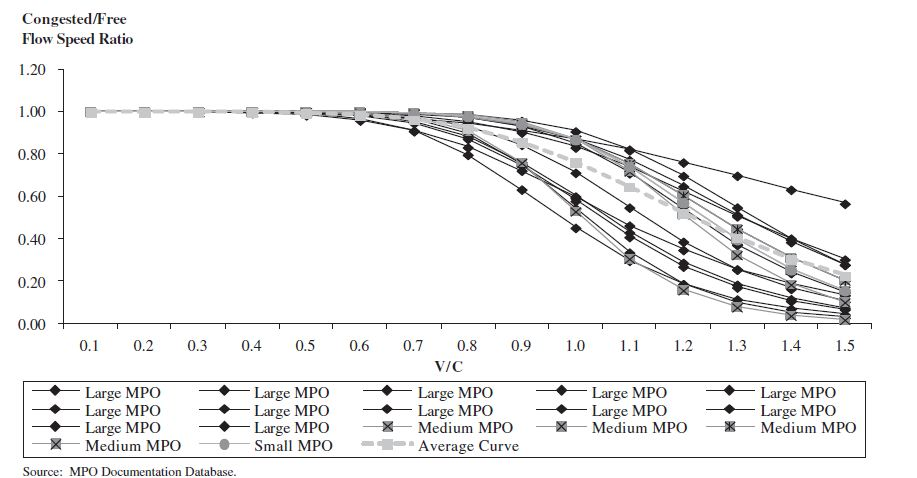 Congested/Free
Flow Speed Ratio
1.20
1.00
0.80
0.60
0.40
0.20
0.00
0.1 0.2 0.3 0.4 0.5 0.6 0.7 0.8 0.9 1.0 1.1 1.2 1.3 1.4 1.5
V/C
Large MPO Large MPO Large MPO Large MPO Large MPO
Large MPO Large MPO Large MPO Large MPO Large MPO
Large MPO Large MPO Medium MPO Medium MPO Medium MPO
Medium MPO Small MPO Average Curve
Source: MPO Documentation Database.